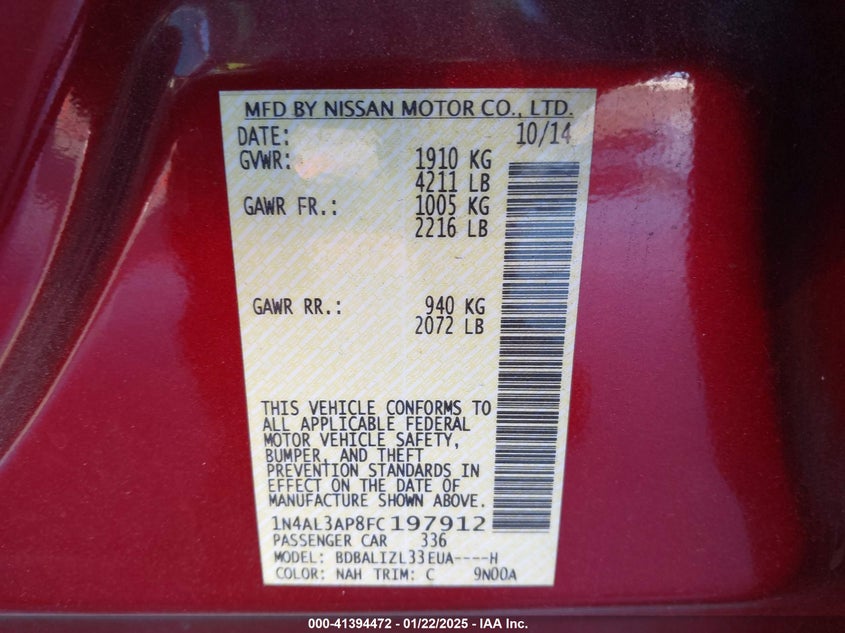 MFD BY NISSAN MOTOR CO., LTD.
DATE: 10/14
GVWR: 1910 KG
4211 LB
GAWR FR.: 1005 KG
2216 LB
GAWR RR.: 940 KG
2072 LB
THIS VEHICLE CONFORMS TO
ALL APPLICABLE FEDERAL
MOTOR VEHICLE SAFETY,
BUMPER, AND THEFT
PREVENTION STANDARDS IN
EFFECT ON THE DATE OF
MANUFACTURE SHOWN ABOVE.
1N4AL3AP8FC197912
PASSENGER CAR 336
MODEL: BDBALIZL33EUA----H
COLOR: NAH TRIM: C 9N00A
000-41394472 - 01/22/2025 - IAA Inc.